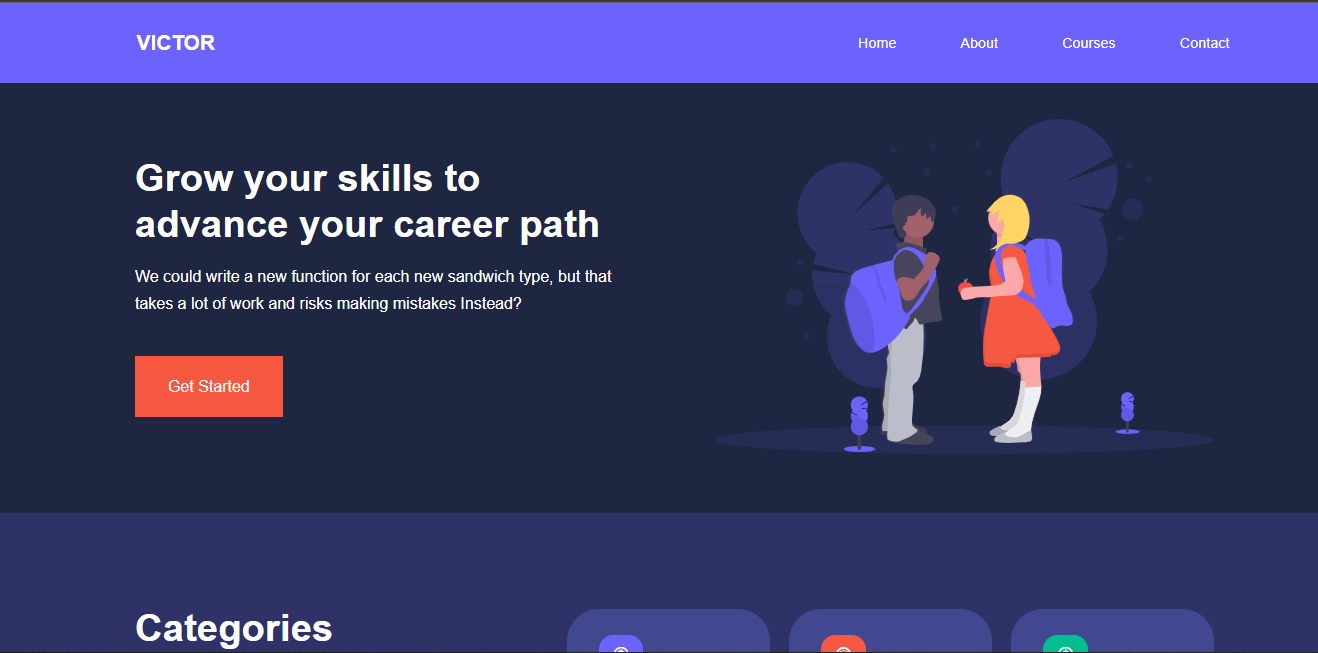 VICTOR
Home
About
Courses
Contact
Grow your skills to
advance your career path
We could write a new function for each new sandwich type, but that
takes a lot of work and risks making mistakes Instead?
Get Started
Categories